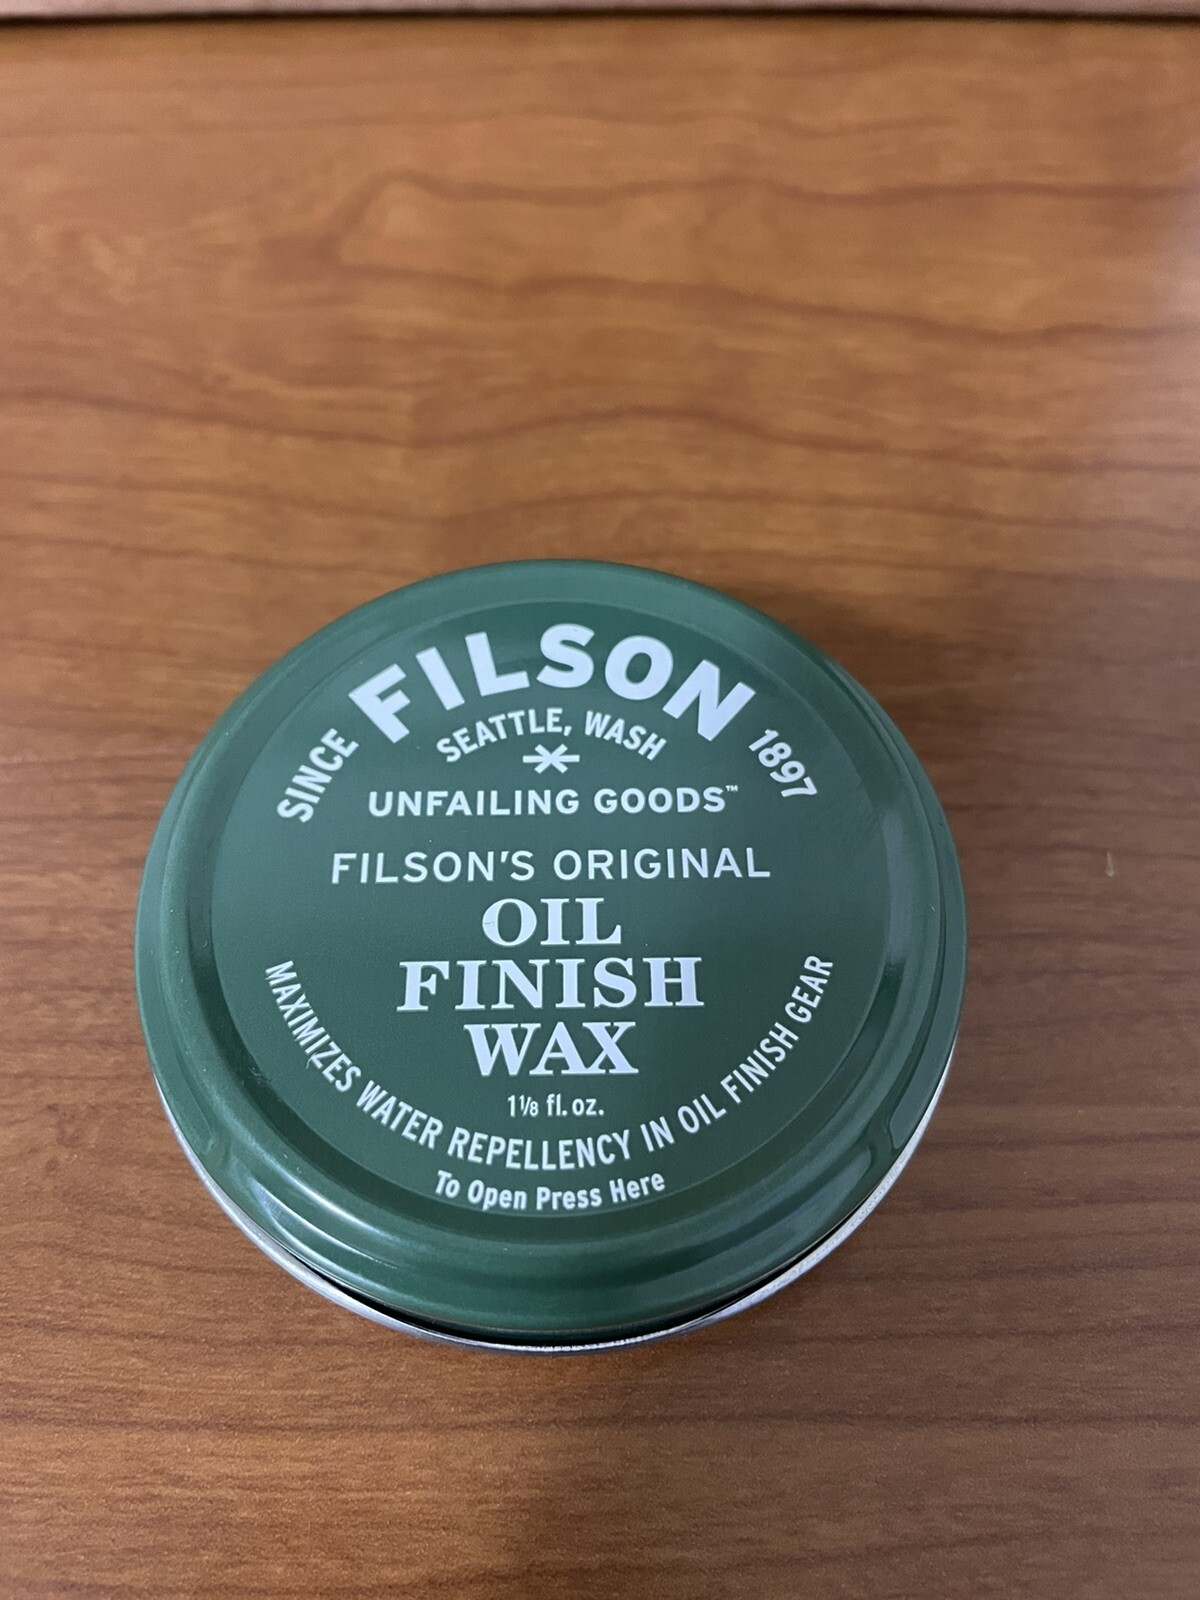 SINCE FILSON 1897
SEATTLE, WASH
UNFAILING GOODS™
FILSON'S ORIGINAL
OIL
FINISH
WAX
1⅛ fl. oz.
MAXIMIZES WATER REPELLENCY IN OIL FINISH GEAR
To Open Press Here